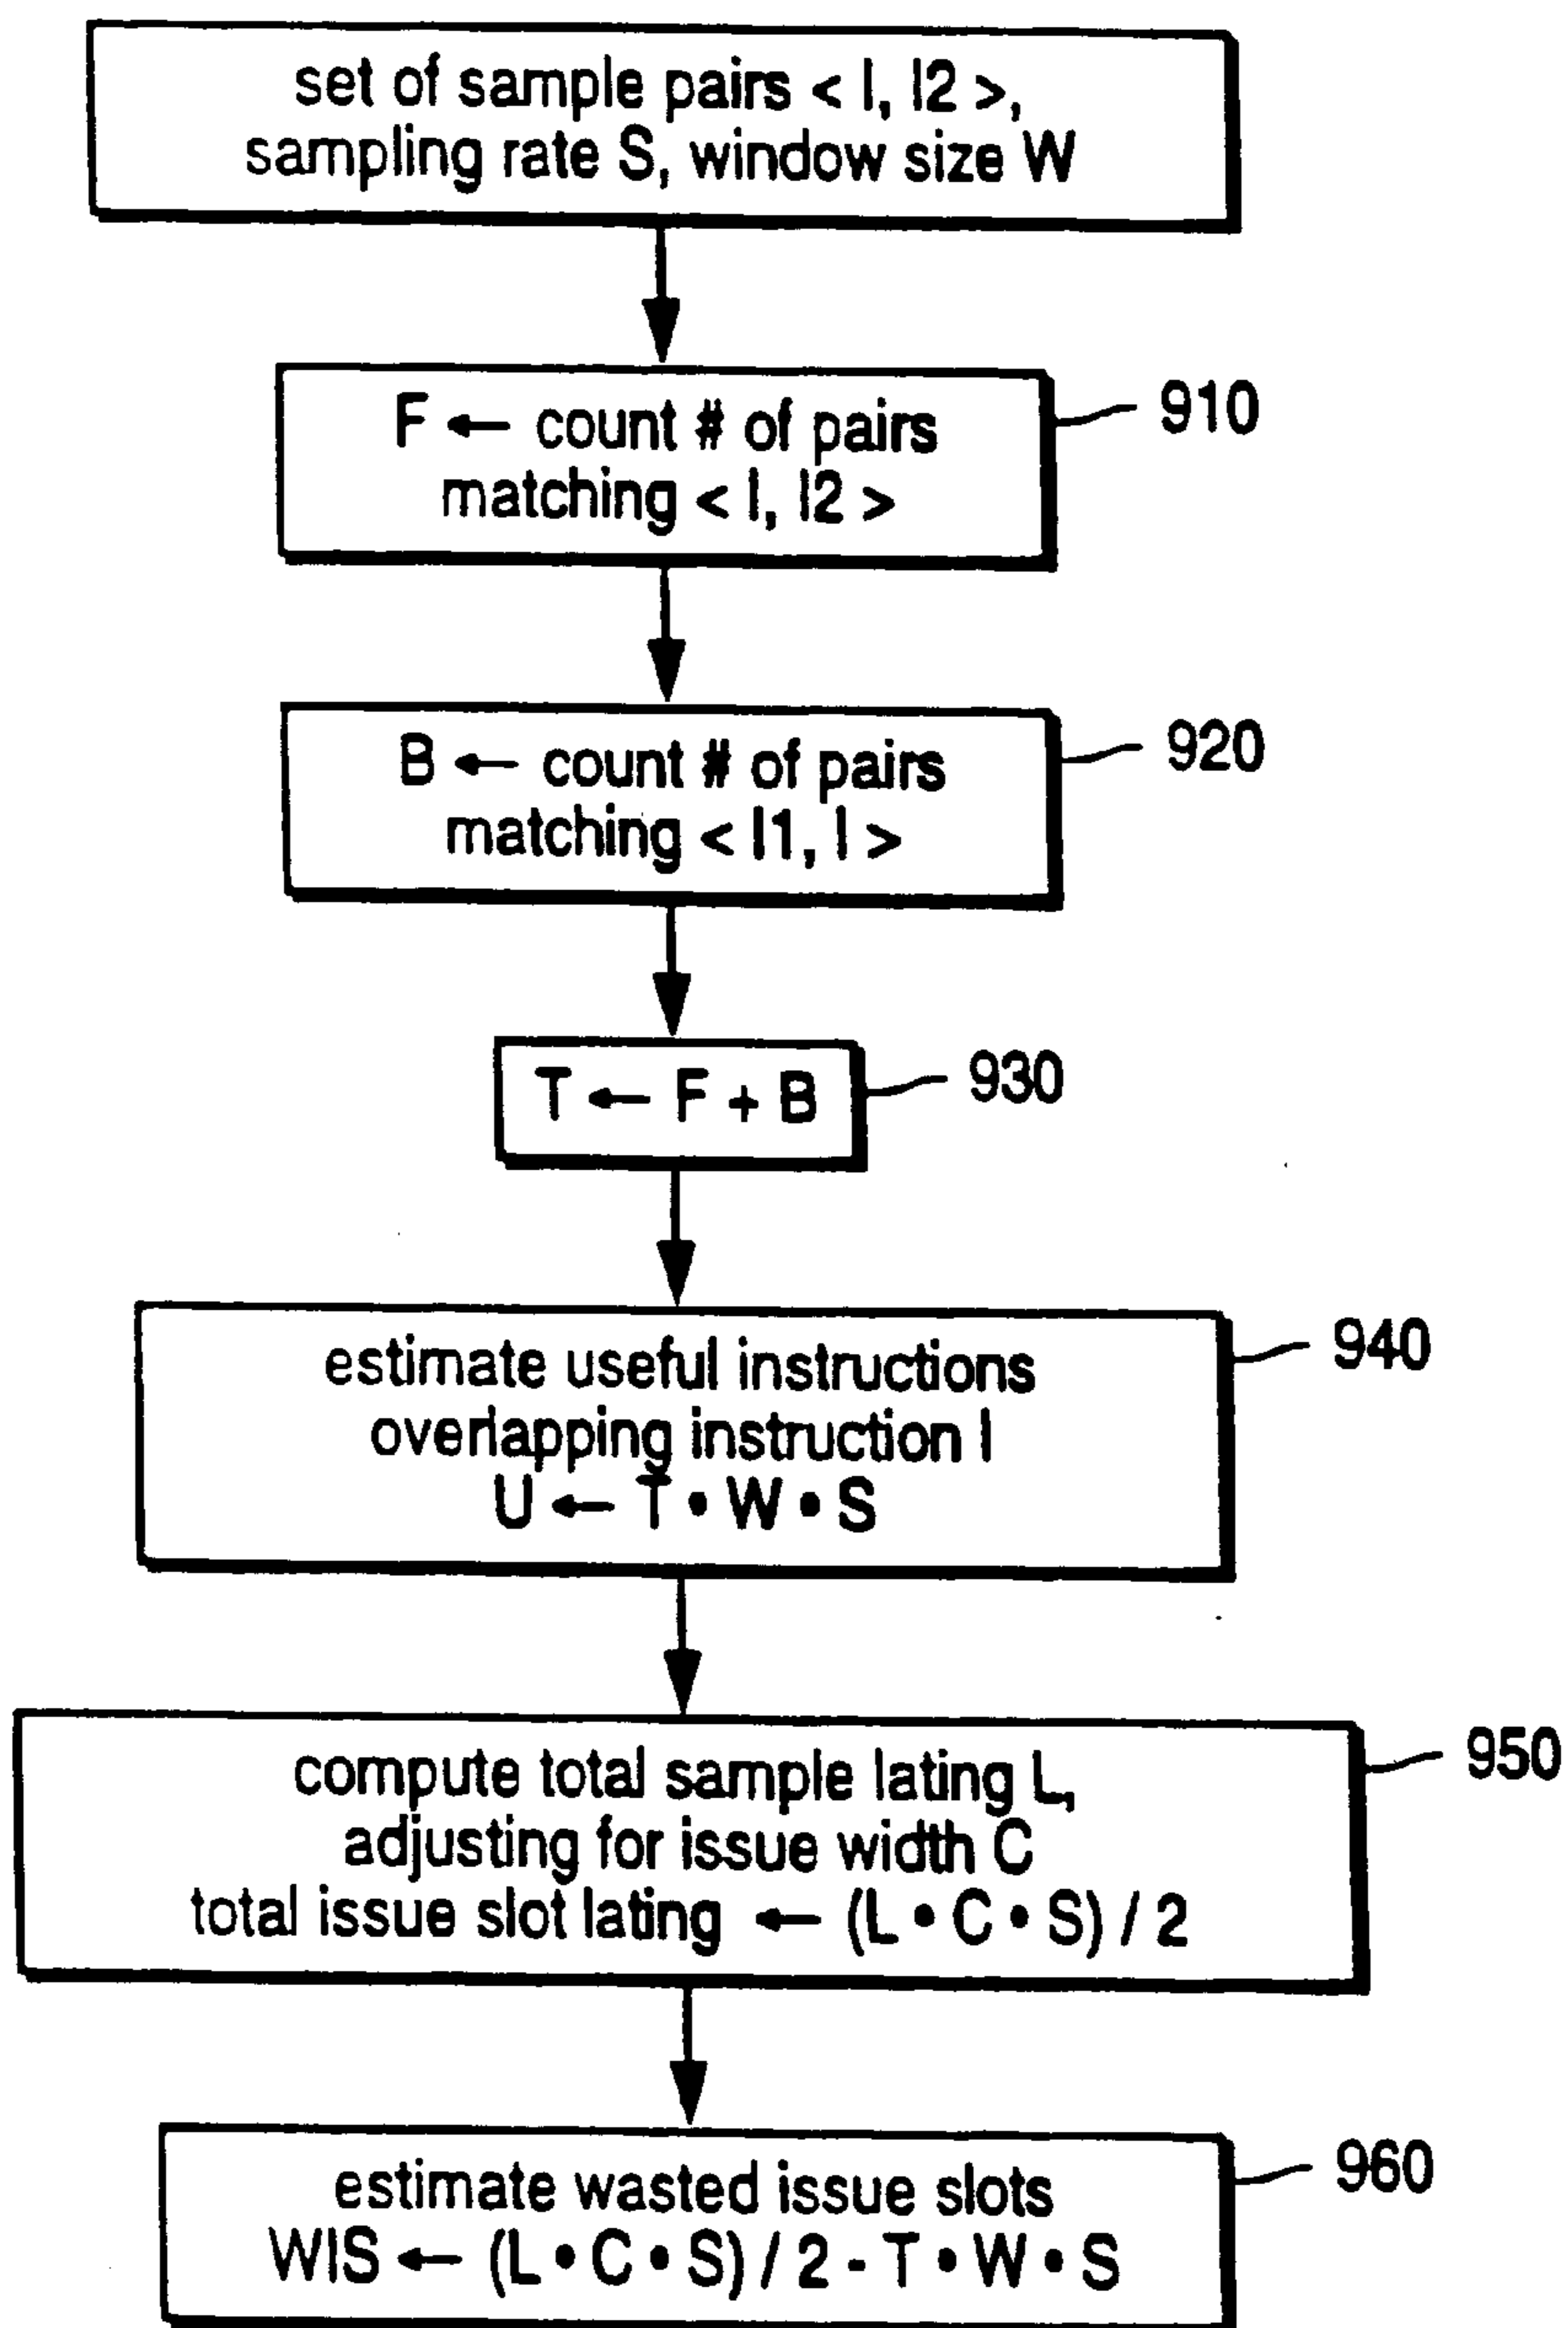 set of sample pairs < I, I2 >,
sampling rate S, window size W
F ← count # of pairs
matching < I, I2 >
910
B ← count # of pairs
matching < I1, I >
920
T ← F + B
930
estimate useful instructions
overlapping instruction I
U ← T • W • S
940
compute total sample lating L,
adjusting for issue width C
total issue slot lating ← (L • C • S) / 2
950
estimate wasted issue slots
WIS ← (L • C • S) / 2 - T • W • S
960